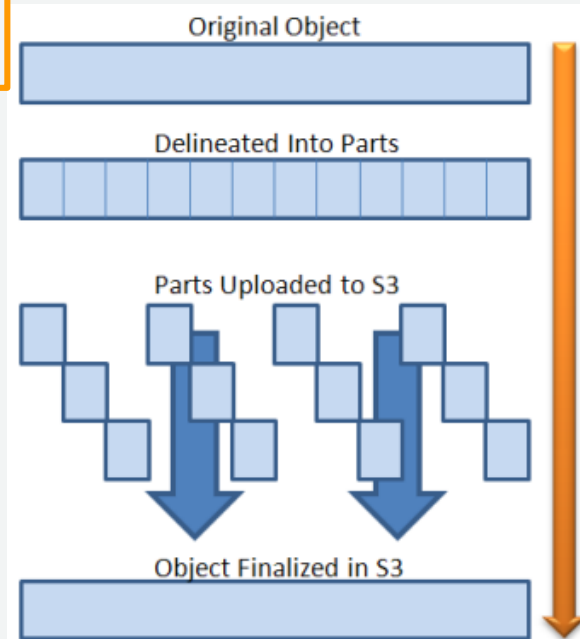 Original Object
Delineated Into Parts
Parts Uploaded to S3
Object Finalized in S3